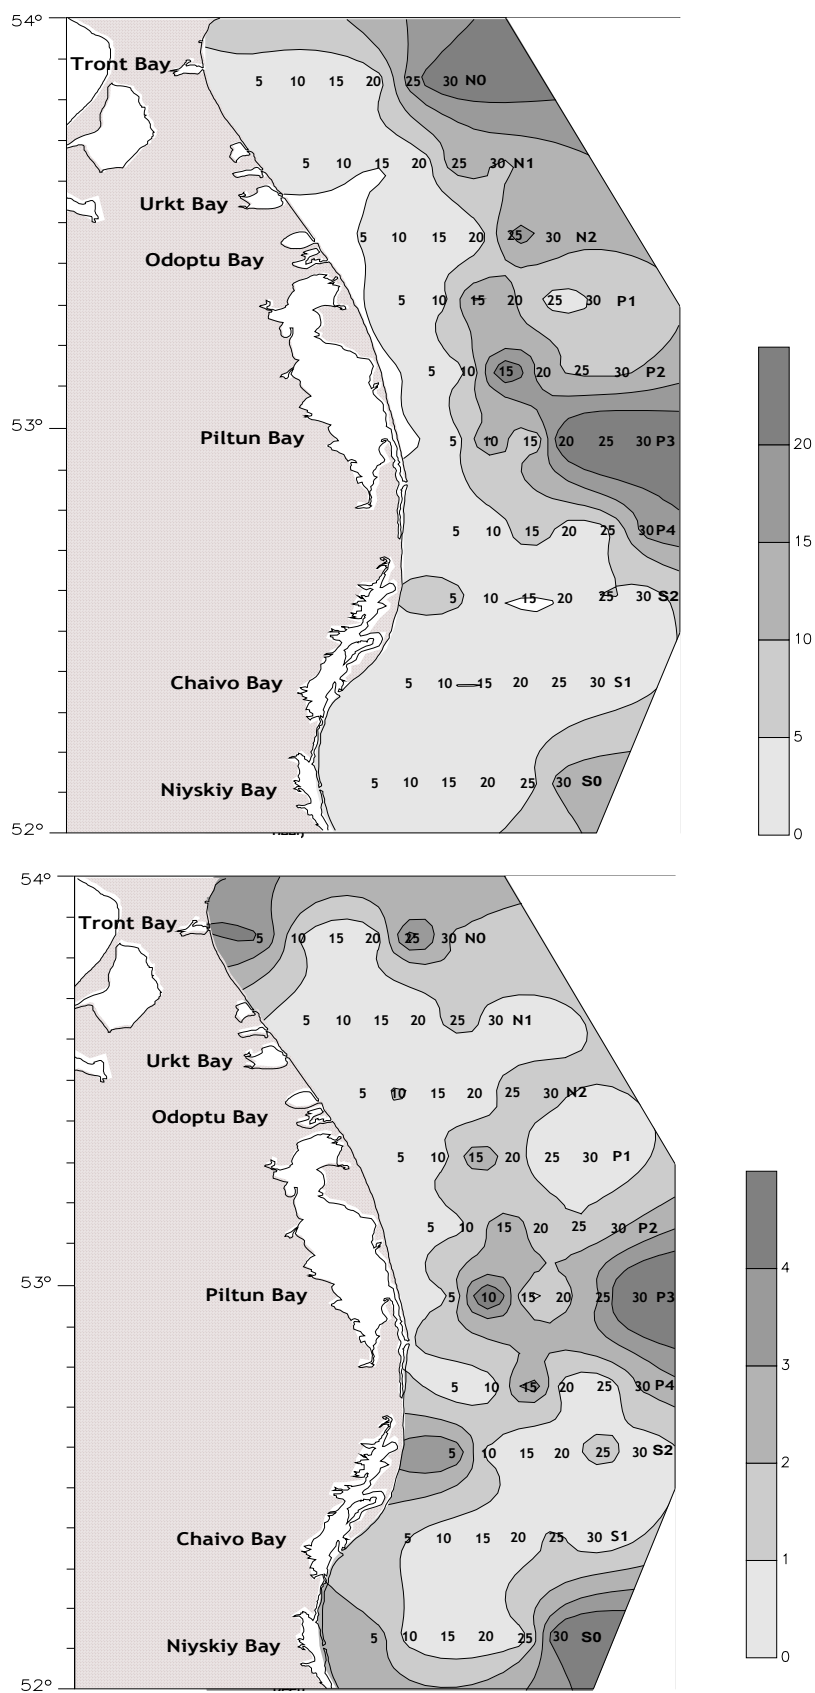 54°
Tront Bay
5 10 15 20 25 30 N0
5 10 15 20 25 30 N1
Urkt Bay
5 10 15 20 25 30 N2
Odoptu Bay
5 10 15 20 25 30 P1
5 10 15 20 25 30 P2
53°
Piltun Bay
5 10 15 20 25 30 P3
20
5 10 15 20 25 30 P4
15
5 10 15 20 25 30 S2
10
Chaivo Bay
5 10 15 20 25 30 S1
5
Niyskiy Bay
5 10 15 20 25 30 S0
52°
0
54°
Tront Bay
5 10 15 20 25 30 N0
5 10 15 20 25 30 N1
Urkt Bay
5 10 15 20 25 30 N2
Odoptu Bay
5 10 15 20 25 30 P1
5 10 15 20 25 30 P2
4
53°
Piltun Bay
5 10 15 20 25 30 P3
3
5 10 15 20 25 30 P4
5 10 15 20 25 30 S2
2
Chaivo Bay
5 10 15 20 25 30 S1
1
Niyskiy Bay
5 10 15 20 25 30 S0
0
52°